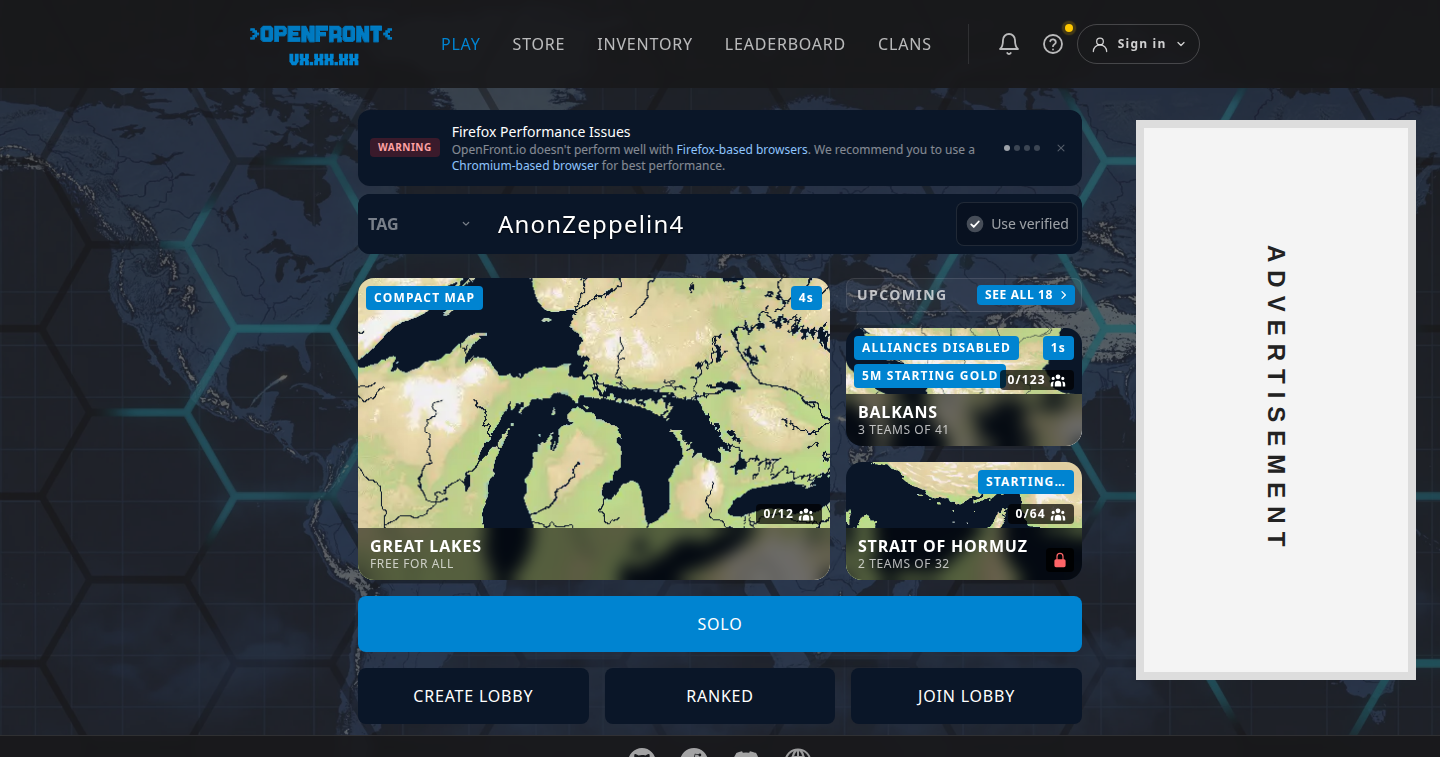 >OPENFRONT<
VX.XX.XX
PLAY
STORE
INVENTORY
LEADERBOARD
CLANS
Sign in
WARNING
Firefox Performance Issues
OpenFront.io doesn't perform well with Firefox-based browsers. We recommend you to use a
Chromium-based browser for best performance.
TAG
AnonZeppelin4
Use verified
COMPACT MAP
4s
0/12
GREAT LAKES
FREE FOR ALL
UPCOMING
SEE ALL 18
ALLIANCES DISABLED
1s
5M STARTING GOLD
0/123
BALKANS
3 TEAMS OF 41
STARTING…
0/64
STRAIT OF HORMUZ
2 TEAMS OF 32
SOLO
CREATE LOBBY
RANKED
JOIN LOBBY
ADVERTISEMENT